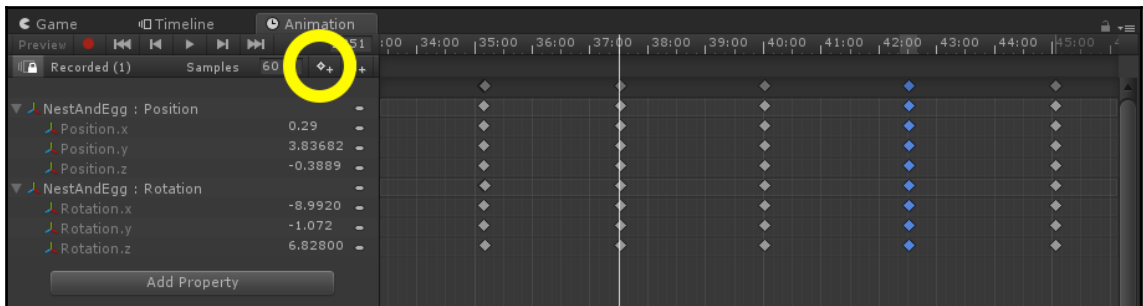 Game Timeline Animation
Preview 51 :00 34:00 35:00 36:00 37:00 38:00 39:00 40:00 41:00 42:00 43:00 44:00 45:00
Recorded (1) Samples 60
NestAndEgg : Position
Position.x 0.29
Position.y 3.83682
Position.z -0.3889
NestAndEgg : Rotation
Rotation.x -8.9920
Rotation.y -1.072
Rotation.z 6.82800
Add Property